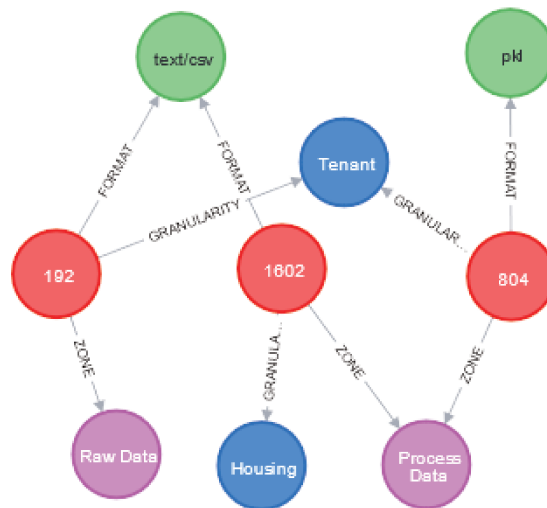 text/csv
pkl
FORMAT
FORMAT
FORMAT
Tenant
GRANULARITY
GRANULAR...
192
1602
804
ZONE
GRANULA...
ZONE
ZONE
Raw Data
Housing
Process
Data